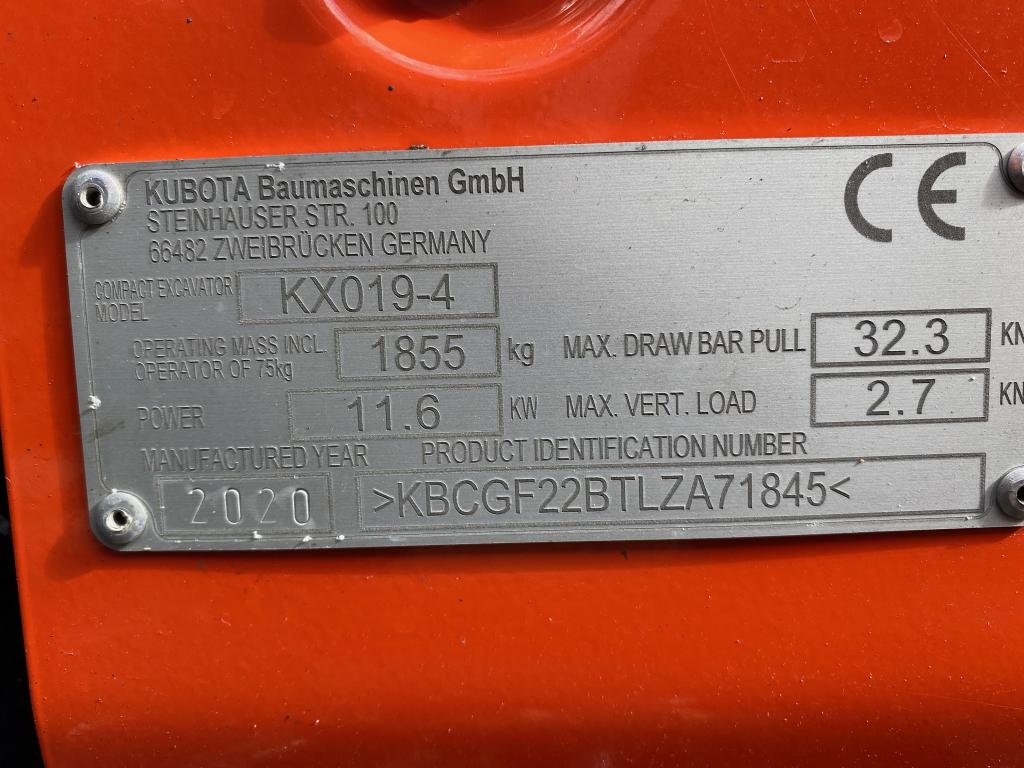 KUBOTA Baumaschinen GmbH
STEINHAUSER STR. 100
66482 ZWEIBRÜCKEN GERMANY
CE
COMPACT EXCAVATOR
MODEL
KX019-4
OPERATING MASS INCL.
OPERATOR OF 75kg
1855 kg
MAX. DRAW BAR PULL 32.3 KN
POWER 11.6 KW
MAX. VERT. LOAD 2.7 KN
MANUFACTURED YEAR
PRODUCT IDENTIFICATION NUMBER
2020
>KBCGF22BTLZA71845<